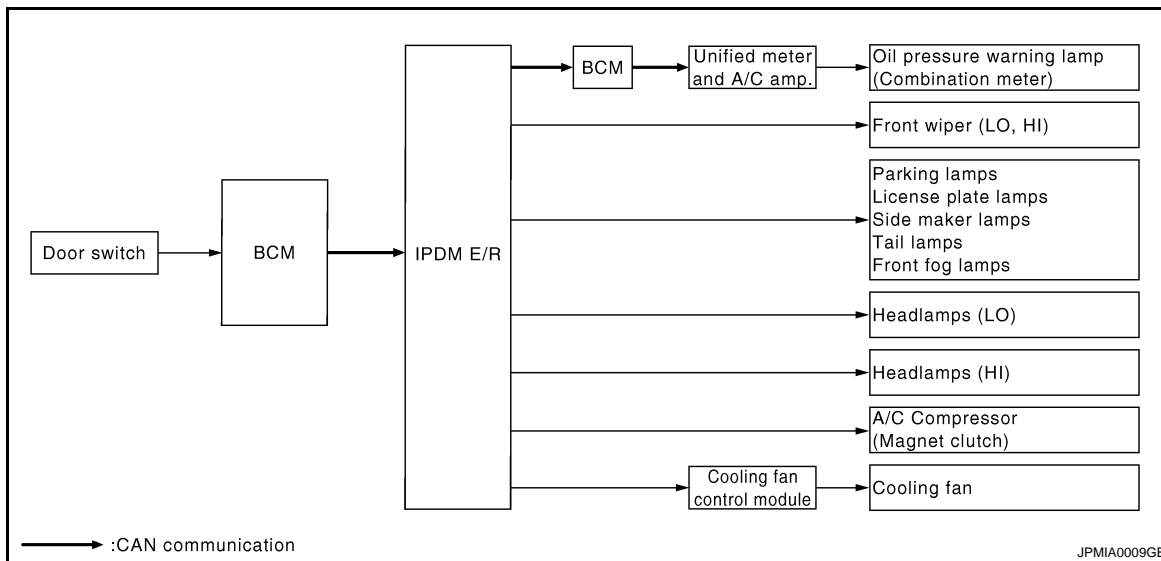 BCM
Unified meter
and A/C amp.
Oil pressure warning lamp
(Combination meter)
Front wiper (LO, HI)
Parking lamps
License plate lamps
Side maker lamps
Tail lamps
Front fog lamps
Door switch
BCM
IPDM E/R
Headlamps (LO)
Headlamps (HI)
A/C Compressor
(Magnet clutch)
Cooling fan
control module
Cooling fan
:CAN communication
JPMIA0009GE